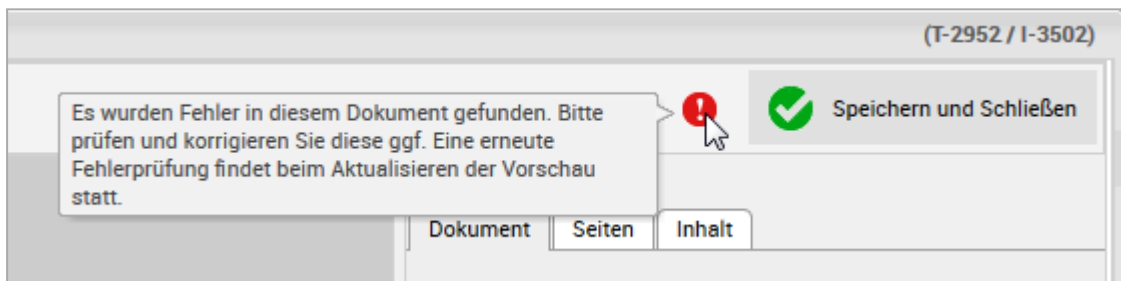 (T-2952 / I-3502)
Es wurden Fehler in diesem Dokument gefunden. Bitte
prüfen und korrigieren Sie diese ggf. Eine erneute
Fehlerprüfung findet beim Aktualisieren der Vorschau
statt.
Speichern und Schließen
Dokument
Seiten
Inhalt